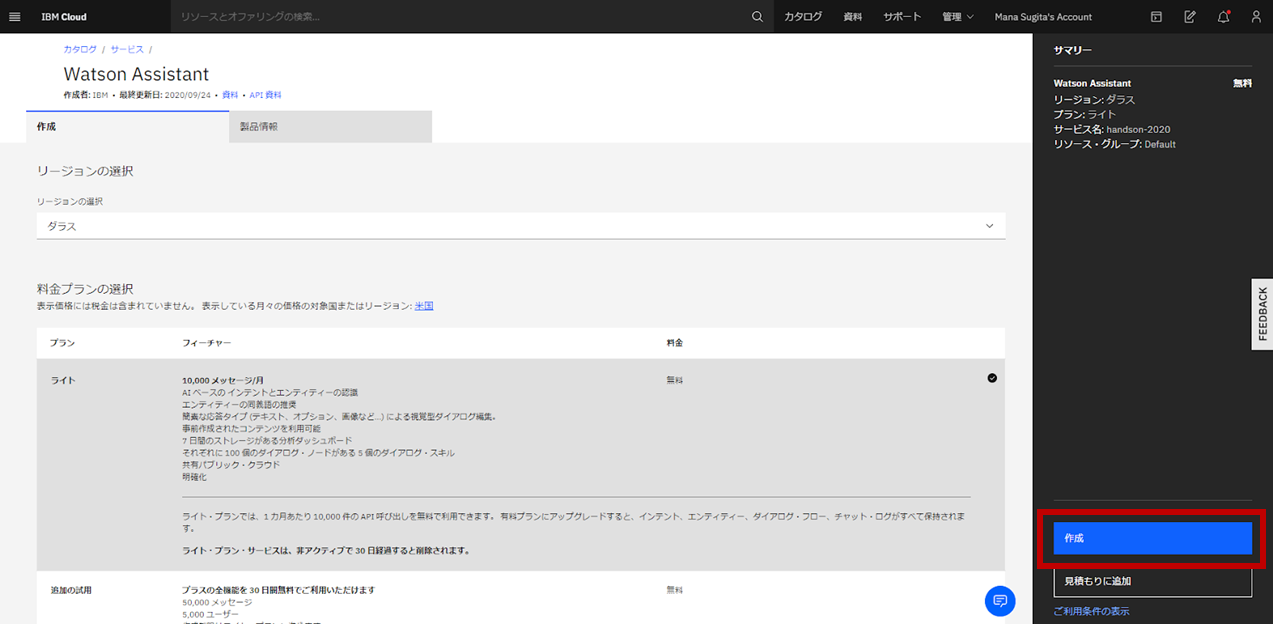 IBM Cloud
リソースとオファリングの検索...
カタログ
資料
サポート
管理
Mana Sugita's Account
カタログ / サービス /
Watson Assistant
作成者: IBM • 最終更新日: 2020/09/24 • 資料 • API 資料
作成
製品情報
リージョンの選択
リージョンの選択
ダラス
料金プランの選択
表示価格には税金は含まれていません。 表示している月々の価格の対象国またはリージョン: 米国
プラン
フィーチャー
料金
ライト
10,000 メッセージ/月
無料
AI ベースの インテントとエンティティーの認識
エンティティーの同義語の推奨
簡素な応答タイプ (テキスト、オプション、画像など...) による視覚型ダイアログ編集。
事前作成されたコンテンツを利用可能
7 日間のストレージがある分析ダッシュボード
それぞれに 100 個のダイアログ・ノードがある 5 個のダイアログ・スキル
共有パブリック・クラウド
明確化
ライト・プランでは、1 カ月あたり 10,000 件の API 呼び出しを無料で利用できます。 有料プランにアップグレードすると、インテント、エンティティー、ダイアログ・フロー、チャット・ログがすべて保持されま
す。
ライト・プラン・サービスは、非アクティブで 30 日経過すると削除されます。
追加の試用
プラスの全機能を 30 日間無料でご利用いただけます
無料
50,000 メッセージ
5,000 ユーザー
サマリー
Watson Assistant
無料
リージョン: ダラス
プラン: ライト
サービス名: handson-2020
リソース・グループ: Default
FEEDBACK
作成
見積もりに追加
ご利用条件の表示